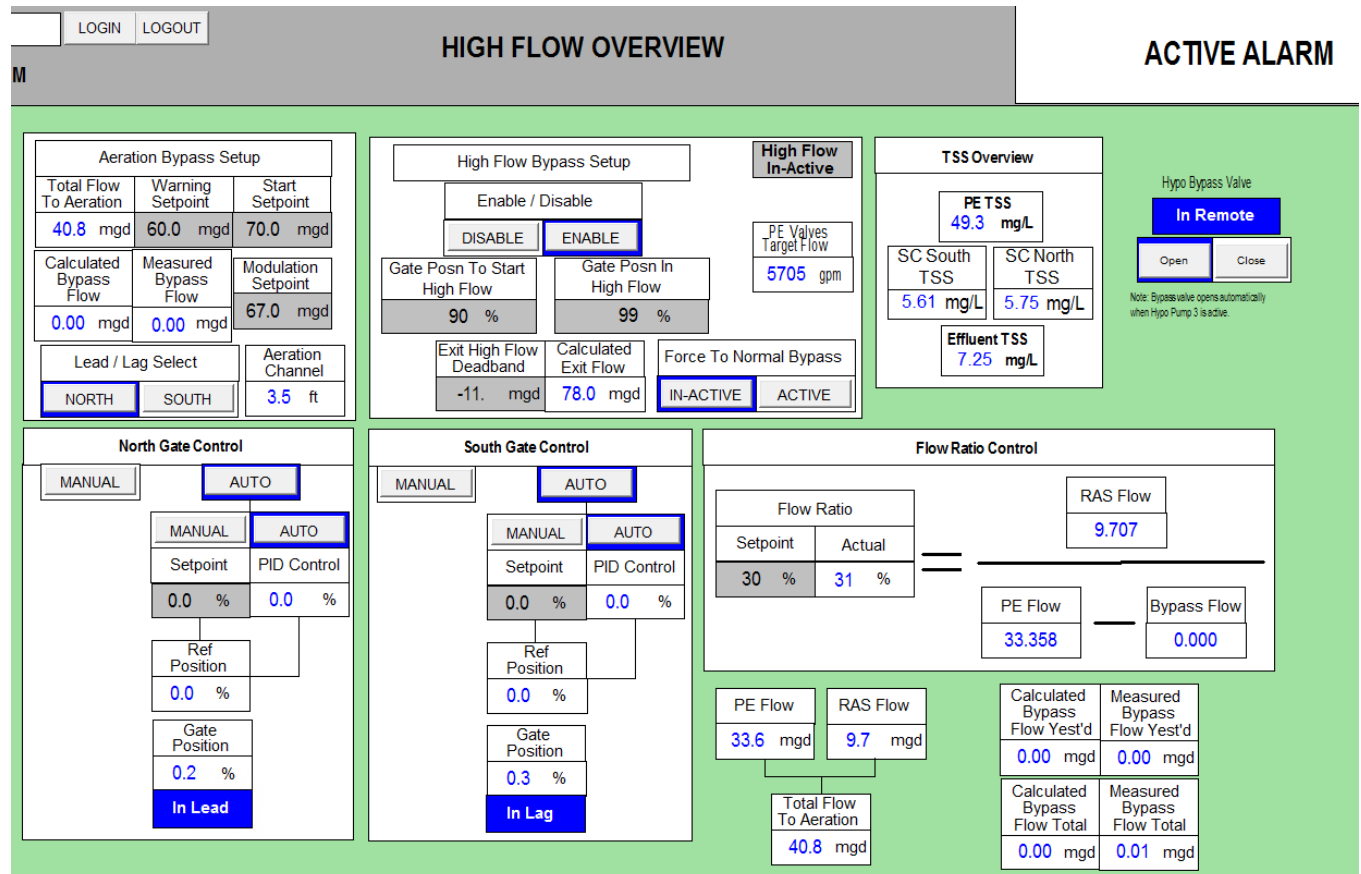 LOGIN LOGOUT
HIGH FLOW OVERVIEW
ACTIVE ALARM
M
Aeration Bypass Setup
Total Flow
To Aeration
40.8 mgd
Warning
Setpoint
60.0 mgd
Start
Setpoint
70.0 mgd
Calculated
Bypass
Flow
0.00 mgd
Measured
Bypass
Flow
0.00 mgd
Modulation
Setpoint
67.0 mgd
Lead / Lag Select
NORTH SOUTH
Aeration
Channel
3.5 ft
High Flow Bypass Setup
High Flow
In-Active
Enable / Disable
DISABLE ENABLE
PE Valves
Target Flow
5705 gpm
Gate Posn To Start
High Flow
90 %
Gate Posn In
High Flow
99 %
Exit High Flow
Deadband
-11. mgd
Calculated
Exit Flow
78.0 mgd
Force To Normal Bypass
IN-ACTIVE ACTIVE
TSS Overview
PE TSS
49.3 mg/L
SC South
TSS
5.61 mg/L
SC North
TSS
5.75 mg/L
Effluent TSS
7.25 mg/L
Hypo Bypass Valve
In Remote
Open Close
Note: Bypass valve opens automatically
when Hypo Pump 3 is active.
North Gate Control
MANUAL AUTO
MANUAL AUTO
Setpoint PID Control
0.0 % 0.0 %
Ref
Position
0.0 %
Gate
Position
0.2 %
In Lead
South Gate Control
MANUAL AUTO
MANUAL AUTO
Setpoint PID Control
0.0 % 0.0 %
Ref
Position
0.0 %
Gate
Position
0.3 %
In Lag
Flow Ratio Control
Flow Ratio
Setpoint Actual
30 % 31 %
=
RAS Flow
9.707
PE Flow
33.358
Bypass Flow
0.000
PE Flow
33.6 mgd
RAS Flow
9.7 mgd
Total Flow
To Aeration
40.8 mgd
Calculated
Bypass
Flow Yest'd
0.00 mgd
Measured
Bypass
Flow Yest'd
0.00 mgd
Calculated
Bypass
Flow Total
0.00 mgd
Measured
Bypass
Flow Total
0.01 mgd